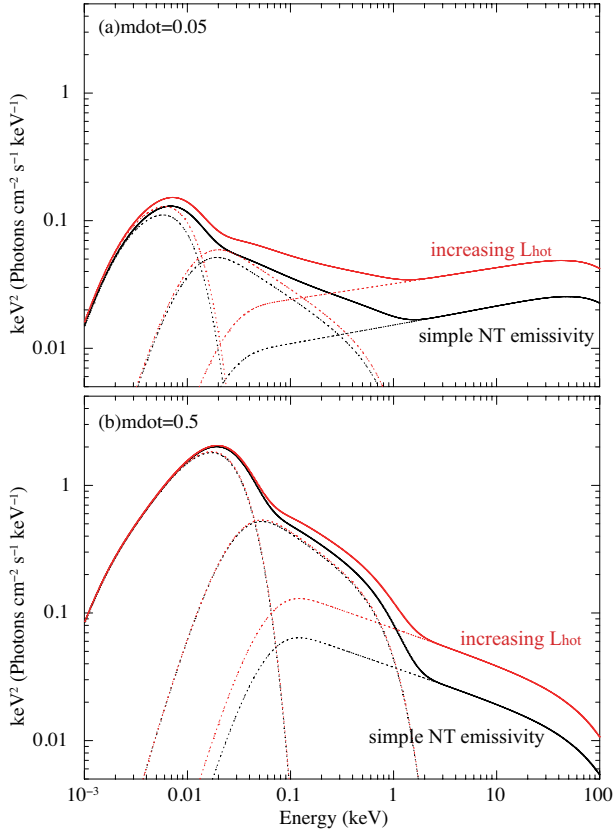 (a)mdot=0.05
1
0.1
0.01
keV² (Photons cm⁻² s⁻¹ keV⁻¹)
increasing Lhot
simple NT emissivity
(b)mdot=0.5
1
0.1
0.01
keV² (Photons cm⁻² s⁻¹ keV⁻¹)
increasing Lhot
simple NT emissivity
10⁻³ 0.01 0.1 1 10 100
Energy (keV)